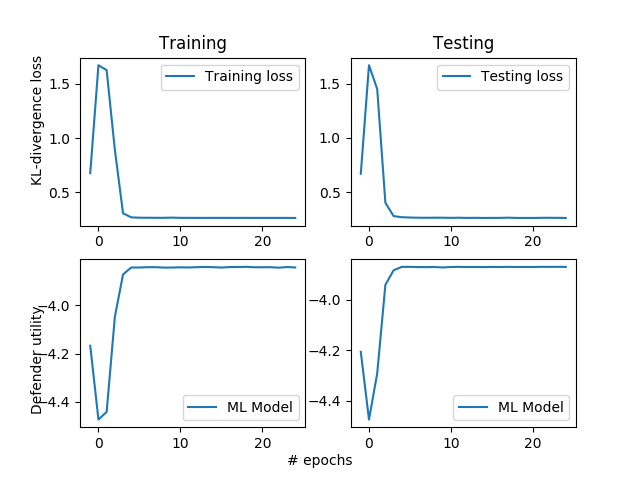 Training
Testing
KL-divergence loss
1.5
1.0
0.5
Training loss
0
10
20
1.5
1.0
0.5
Testing loss
0
10
20
Defender utility
−4.0
−4.2
−4.4
ML Model
0
10
20
−4.0
−4.2
−4.4
ML Model
0
10
20
# epochs